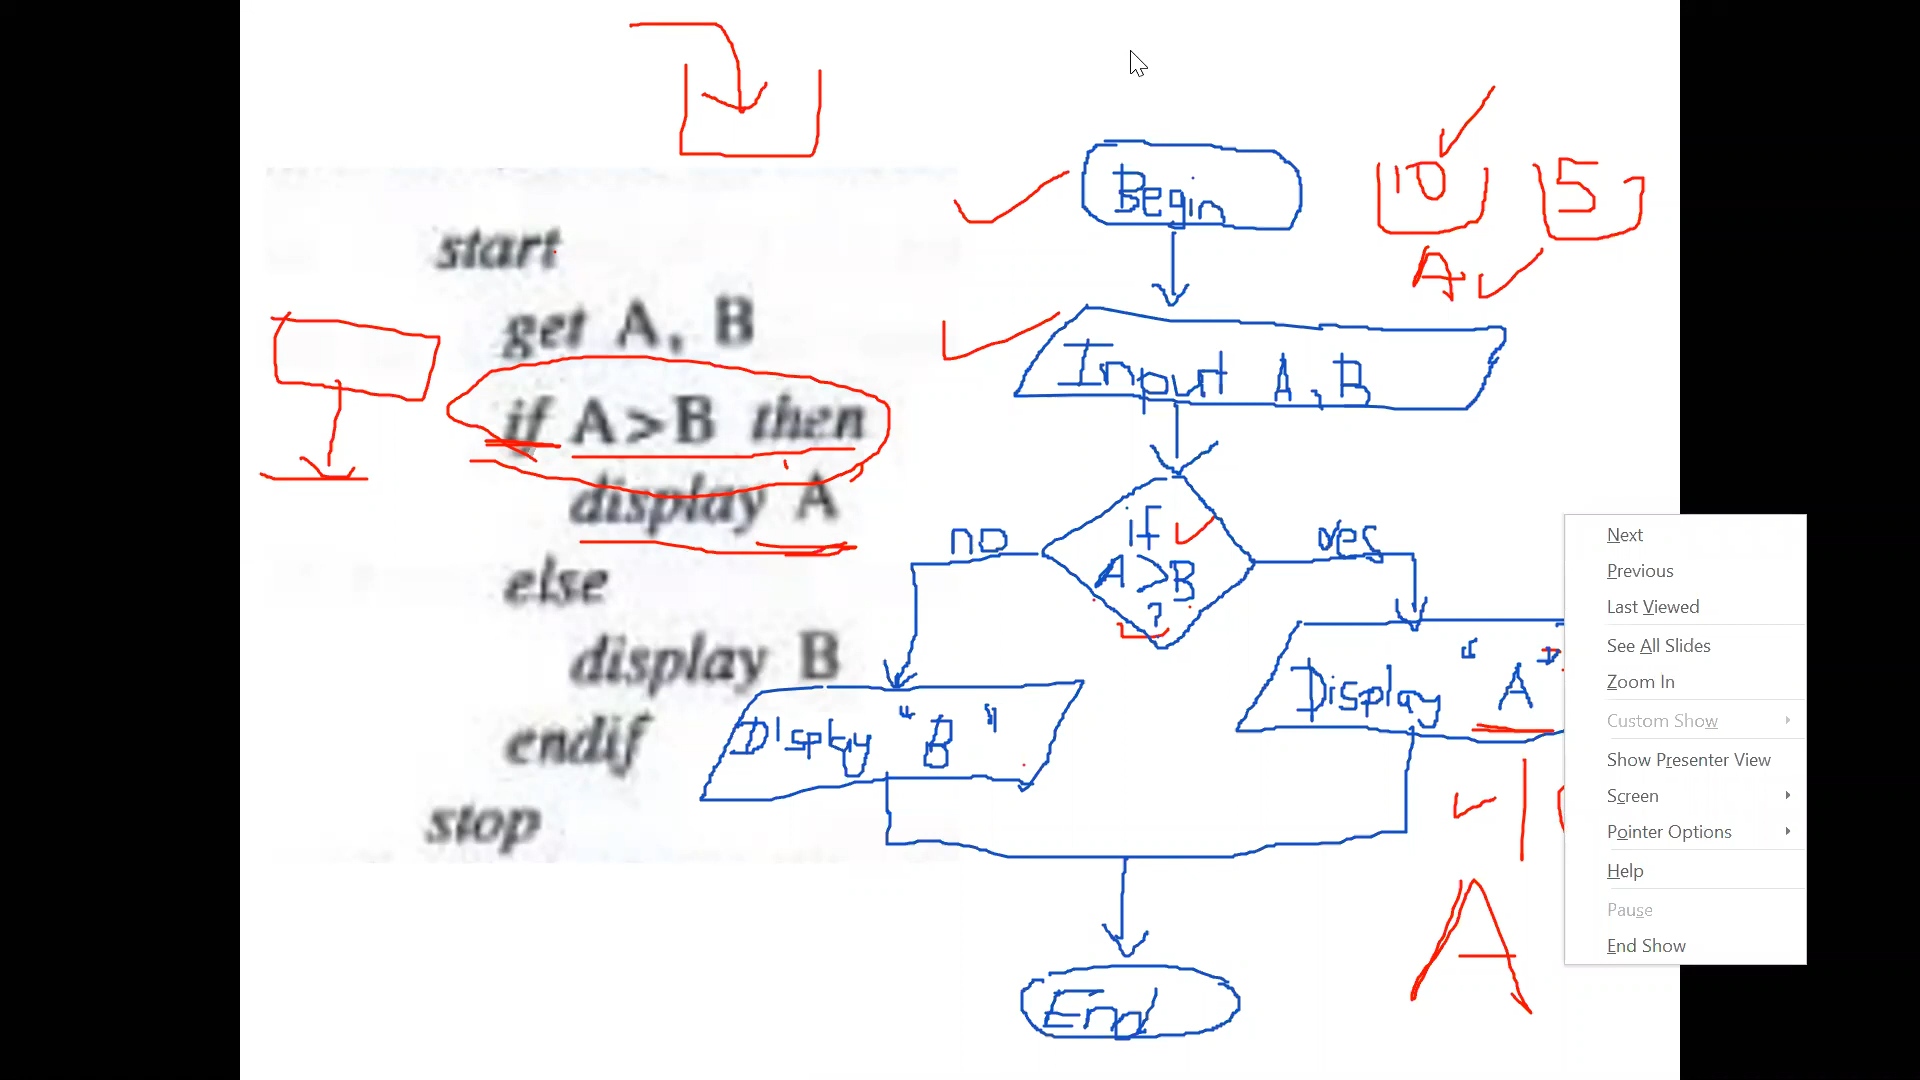 start
get A, B
if A>B then
display A
else
display B
endif
stop
Begin
Input A,B
if
A>B
?
no
yes
Display "B"
Display "A"
End
10
5
A
A
Next
Previous
Last Viewed
See All Slides
Zoom In
Custom Show
Show Presenter View
Screen
Pointer Options
Help
Pause
End Show